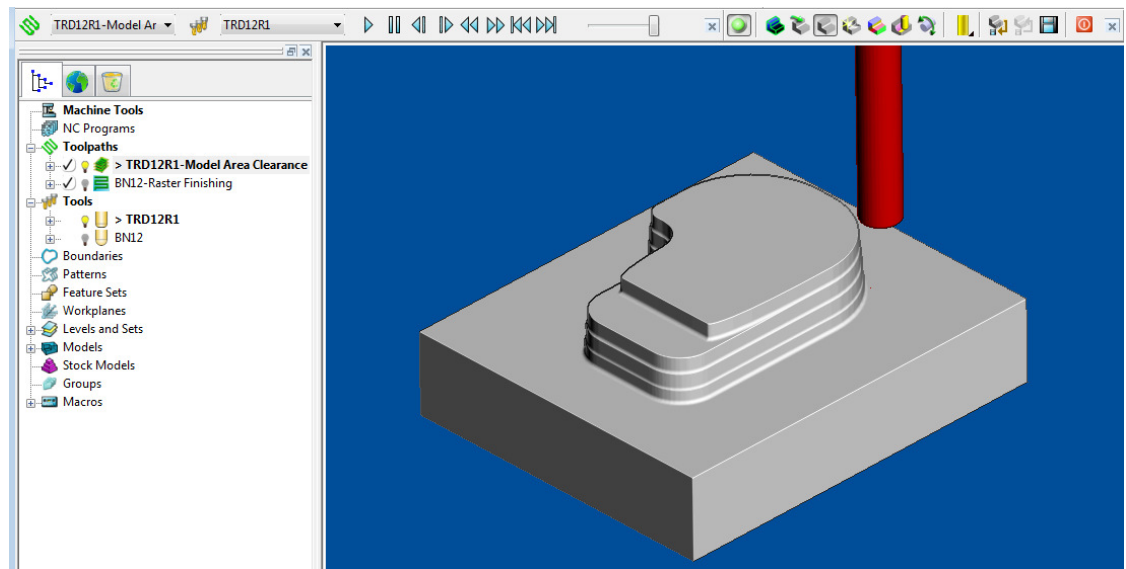 TRD12R1-Model Ar TRD12R1
Machine Tools
NC Programs
Toolpaths
> TRD12R1-Model Area Clearance
BN12-Raster Finishing
Tools
> TRD12R1
BN12
Boundaries
Patterns
Feature Sets
Workplanes
Levels and Sets
Models
Stock Models
Groups
Macros